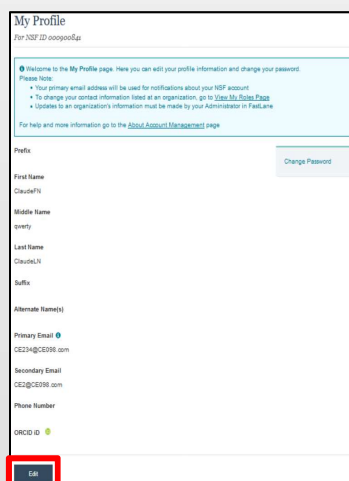 My Profile
For NSF ID 000900841
Welcome to the My Profile page. Here you can edit your profile information and change your password.
Please Note:
• Your primary email address will be used for notifications about your NSF account
• To change your contact information listed at an organization, go to View My Roles Page
• Updates to an organization's information must be made by your Administrator in FastLane
For help and more information go to the About Account Management page
Prefix
Change Password
First Name
ClaudeFN
Middle Name
qwerty
Last Name
ClaudeLN
Suffix
Alternate Name(s)
Primary Email
CE234@CE098.com
Secondary Email
CE2@CE098.com
Phone Number
ORCID iD
Edit